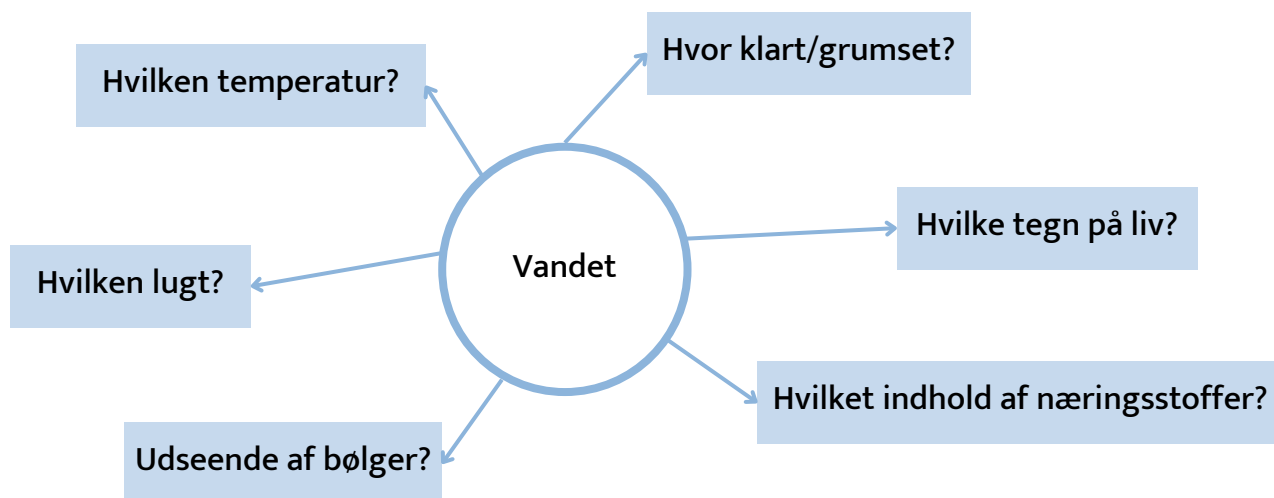 Hvor klart/grumset?
Hvilken temperatur?
Hvilke tegn på liv?
Vandet
Hvilken lugt?
Hvilket indhold af næringsstoffer?
Udseende af bølger?